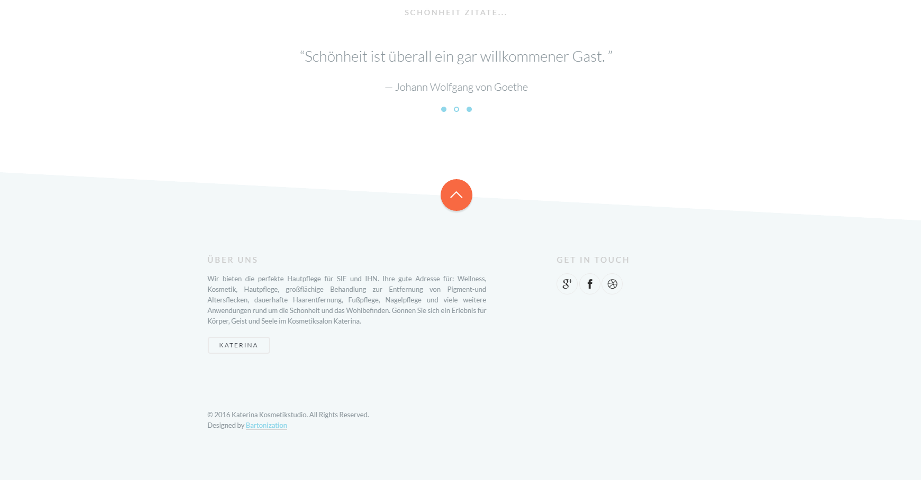 SCHÖNHEIT ZITATE...
“Schönheit ist überall ein gar willkommener Gast. ”
— Johann Wolfgang von Goethe
ÜBER UNS
Wir bieten die perfekte Hautpflege für SIE und IHN. Ihre gute Adresse für: Wellness,
Kosmetik, Hautpflege, großflächige Behandlung zur Entfernung von Pigment-und
Altersflecken, dauerhafte Haarentfernung, Fußpflege, Nagelpflege und viele weitere
Anwendungen rund um die Schönheit und das Wohlbefinden. Gönnen Sie sich ein Erlebnis für
Körper, Geist und Seele im Kosmetiksalon Katerina.
KATERINA
GET IN TOUCH
© 2016 Katerina Kosmetikstudio. All Rights Reserved.
Designed by Bartonization